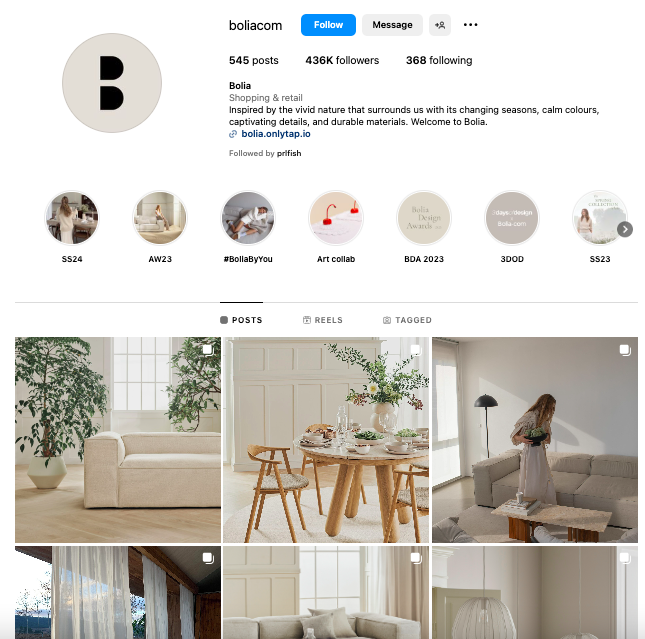 boliacom
Follow
Message
545 posts
436K followers
368 following
Bolia
Shopping & retail
Inspired by the vivid nature that surrounds us with its changing seasons, calm colours,
captivating details, and durable materials. Welcome to Bolia.
bolia.onlytap.io
Followed by prlfish
Bolia
Design
Awards
3daysofdesign
Bolia.com
SPECIAL
COLLECTION
SS24
AW23
#BoliaByYou
Art collab
BDA 2023
3DOD
SS23
POSTS
REELS
TAGGED